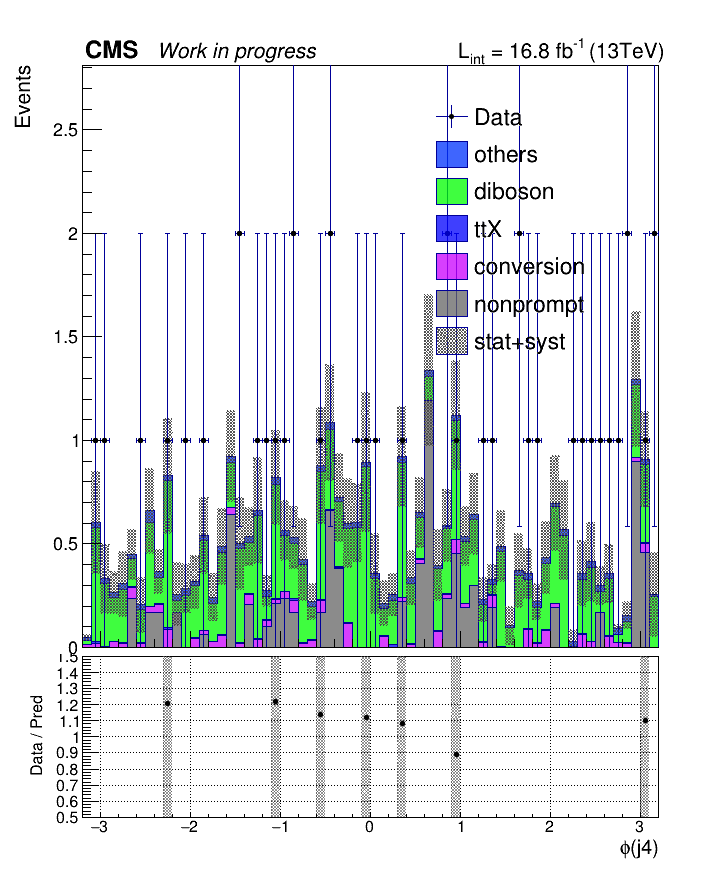 CMS Work in progress L_int = 16.8 fb⁻¹ (13TeV)
Events
2.5
2
1.5
1
0.5
0
Data
others
diboson
ttX
conversion
nonprompt
stat+syst
Data / Pred
1.5
1.4
1.3
1.2
1.1
1
0.9
0.8
0.7
0.6
0.5
−3 −2 −1 0 1 2 3
ϕ(j4)